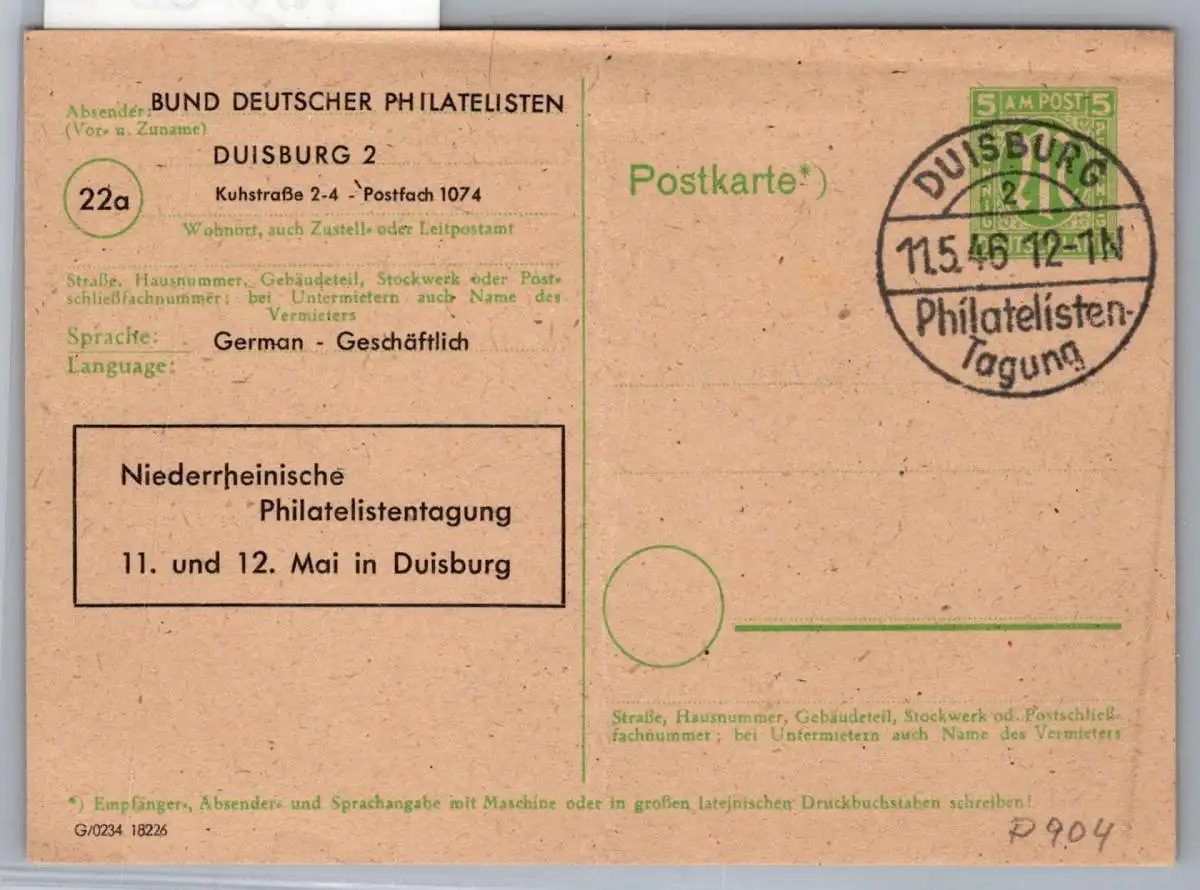 Absender: BUND DEUTSCHER PHILATELISTEN
(Vor- u. Zuname)
DUISBURG 2
22a
Kuhstraße 2-4 - Postfach 1074
Wohnort, auch Zustell- oder Leitpostamt
Straße, Hausnummer, Gebäudeteil, Stockwerk oder Post-
schließfachnummer; bei Untermietern auch Name des
Vermieters
Sprache:
German - Geschäftlich
Language:
Niederrheinische
Philatelistentagung
11. und 12. Mai in Duisburg
5 AM POST 5
Postkarte*)
DUISBURG
2
11.5.46 12-1N
Philatelisten-
Tagung
Straße, Hausnummer, Gebäudeteil, Stockwerk od. Postschließ-
fachnummer; bei Untermietern auch Name des Vermieters
*) Empfänger-, Absender- und Sprachangabe mit Maschine oder in großen lateinischen Druckbuchstaben schreiben!
G/0234 18226
P904